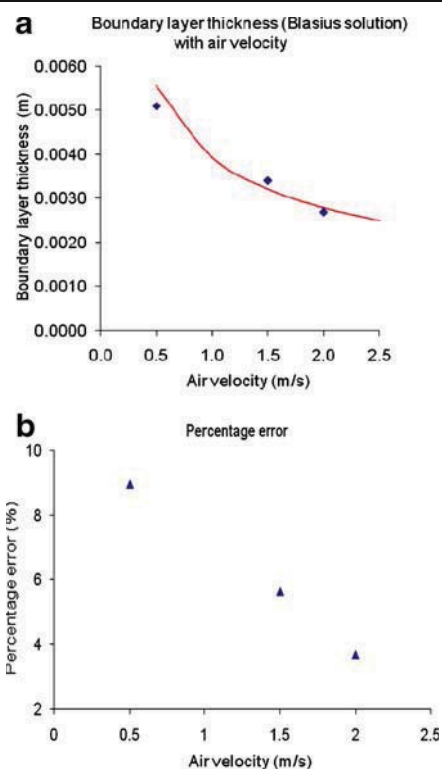 a
Boundary layer thickness (Blasius solution)
with air velocity
Boundary layer thickness (m)
0.0060
0.0050
0.0040
0.0030
0.0020
0.0010
0.0000
0.0 0.5 1.0 1.5 2.0 2.5
Air velocity (m/s)
b
Percentage error
Percentage error (%)
10
8
6
4
2
0 0.5 1 1.5 2 2.5
Air velocity (m/s)